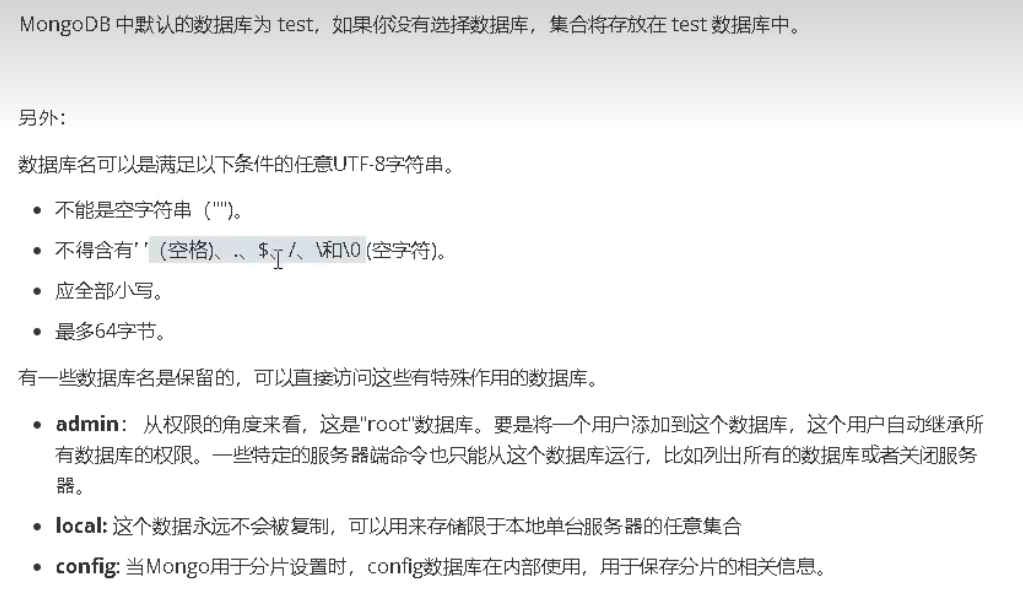 MongoDB 中默认的数据库为 test，如果你没有选择数据库，集合将存放在 test 数据库中。
另外：
数据库名可以是满足以下条件的任意UTF-8字符串。
• 不能是空字符串（"")。
• 不得含有' '（空格)、.、$、/、\和\0 (空字符)。
• 应全部小写。
• 最多64字节。
有一些数据库名是保留的，可以直接访问这些有特殊作用的数据库。
• admin： 从权限的角度来看，这是"root"数据库。要是将一个用户添加到这个数据库，这个用户自动继承所
有数据库的权限。一些特定的服务器端命令也只能从这个数据库运行，比如列出所有的数据库或者关闭服务
器。
• local: 这个数据永远不会被复制，可以用来存储限于本地单台服务器的任意集合
• config: 当Mongo用于分片设置时，config数据库在内部使用，用于保存分片的相关信息。